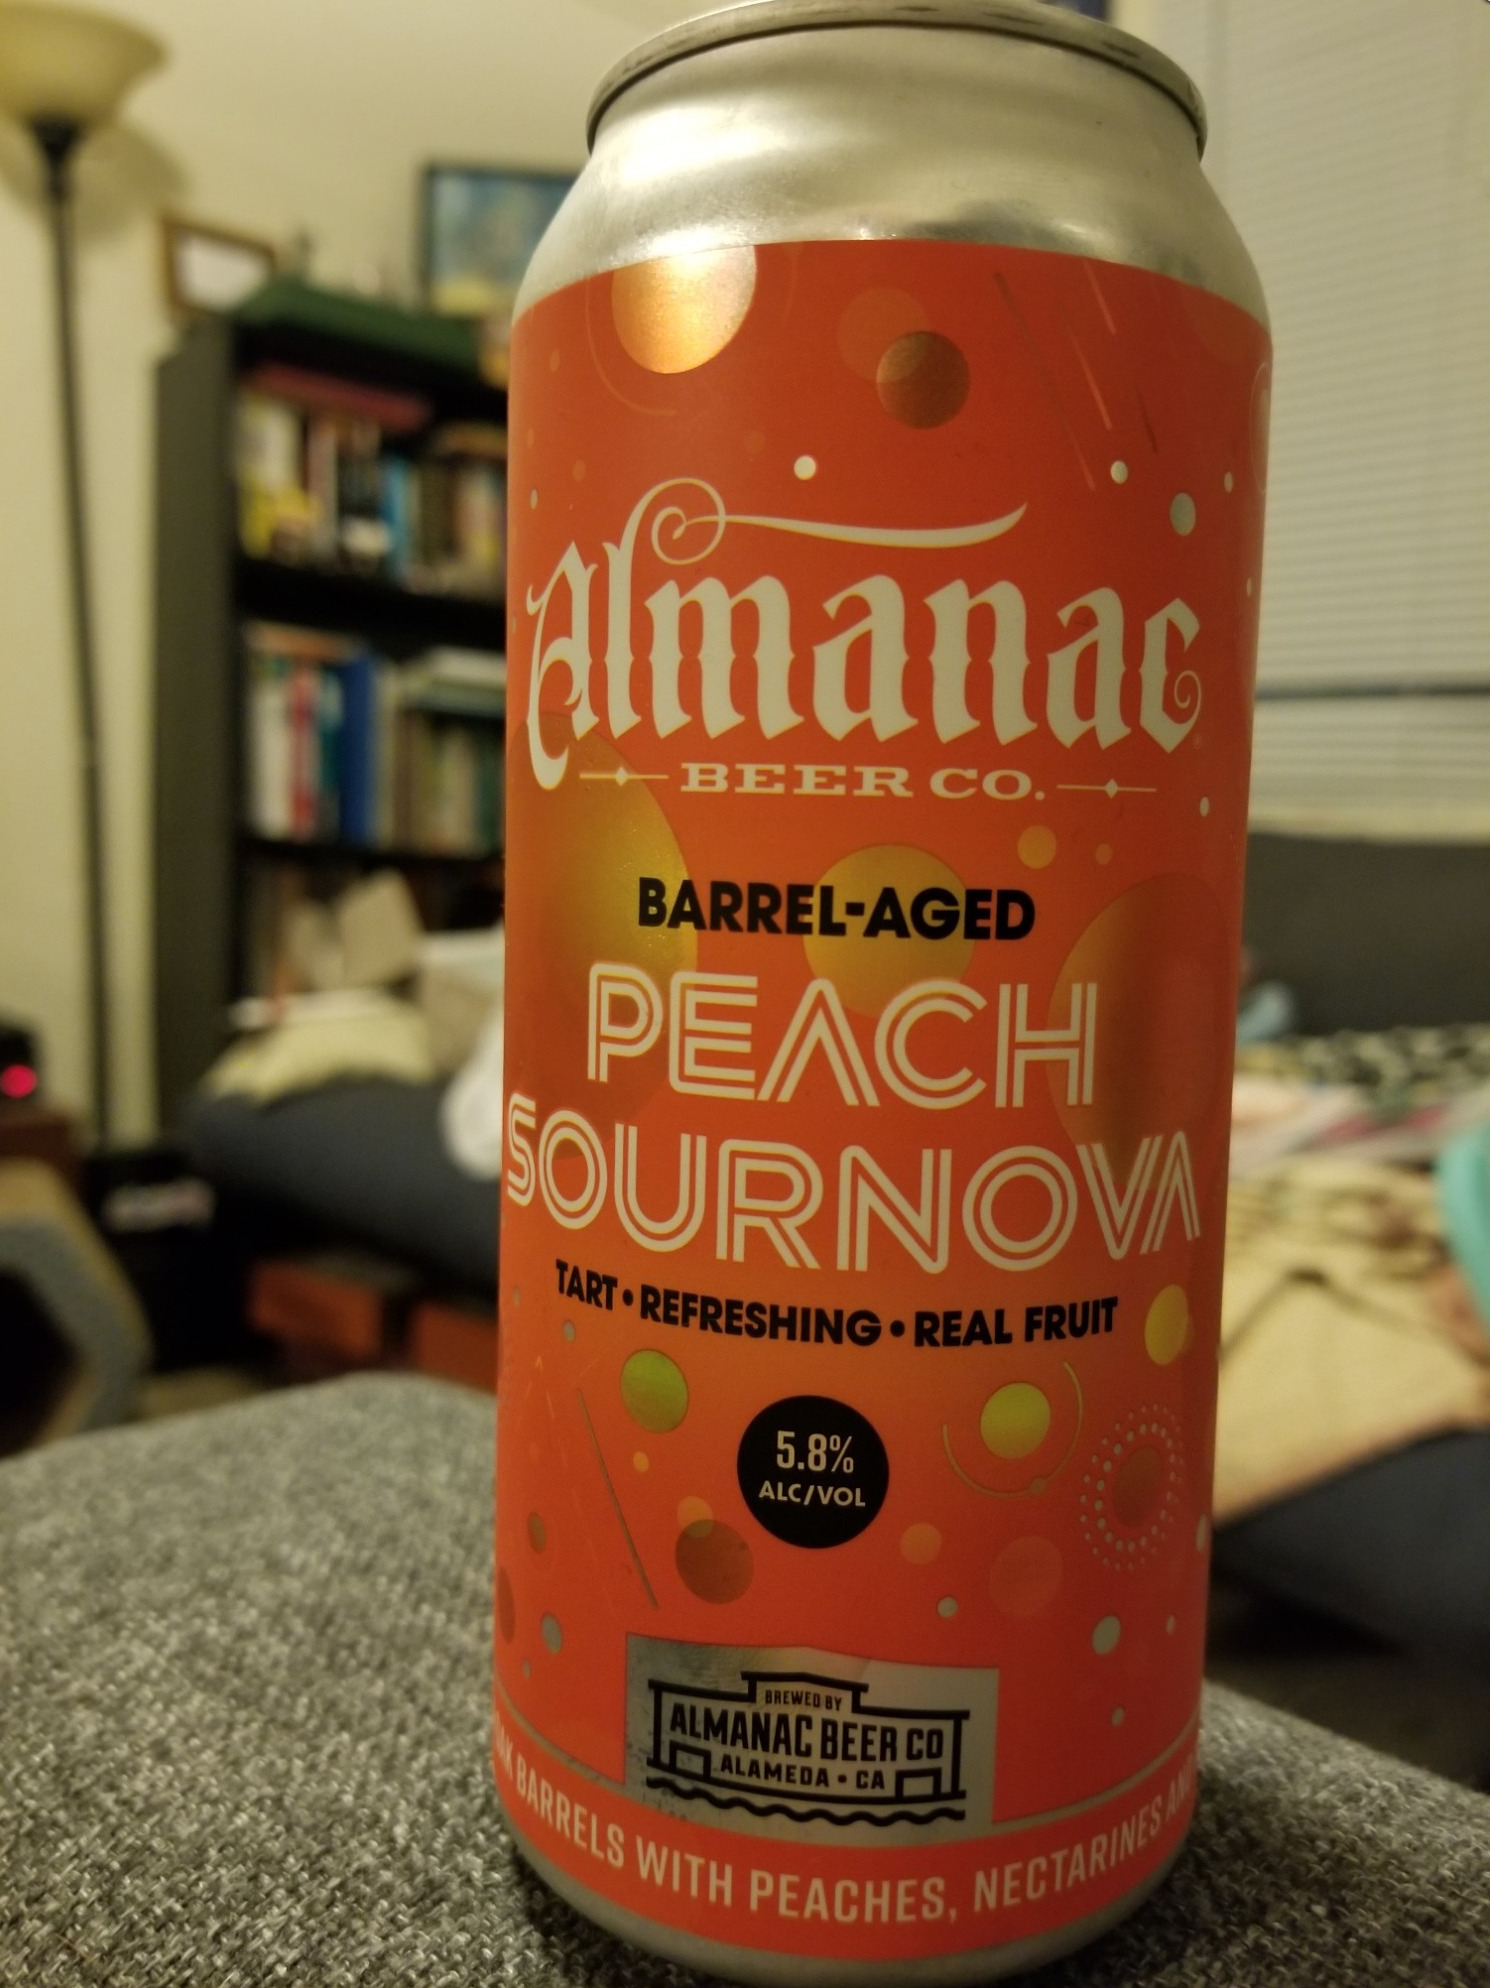 Almanac
BEER CO.
BARREL-AGED
PEACH
SOURNOVA
TART • REFRESHING • REAL FRUIT
5.8%
ALC/VOL
BREWED BY
ALMANAC BEER CO
ALAMEDA • CA
BARRELS WITH PEACHES, NECTARINES